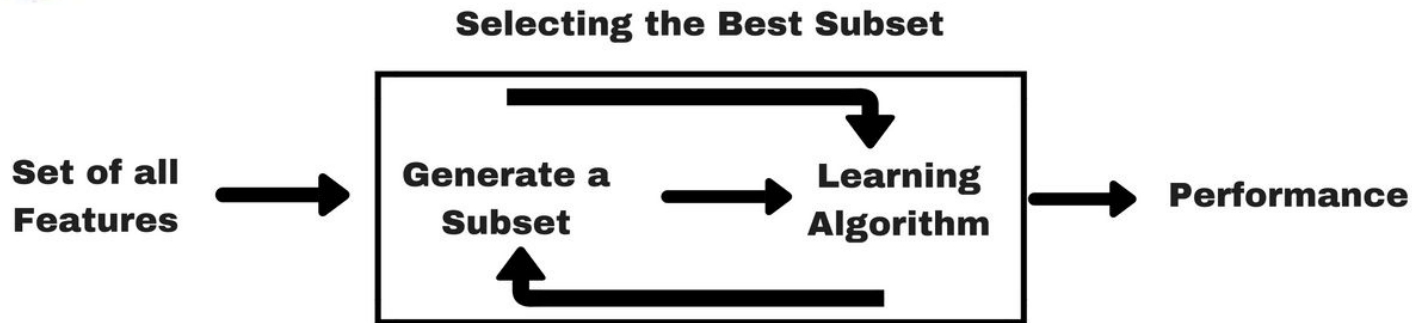 Selecting the Best Subset
Set of all
Features
Generate a
Subset
Learning
Algorithm
Performance